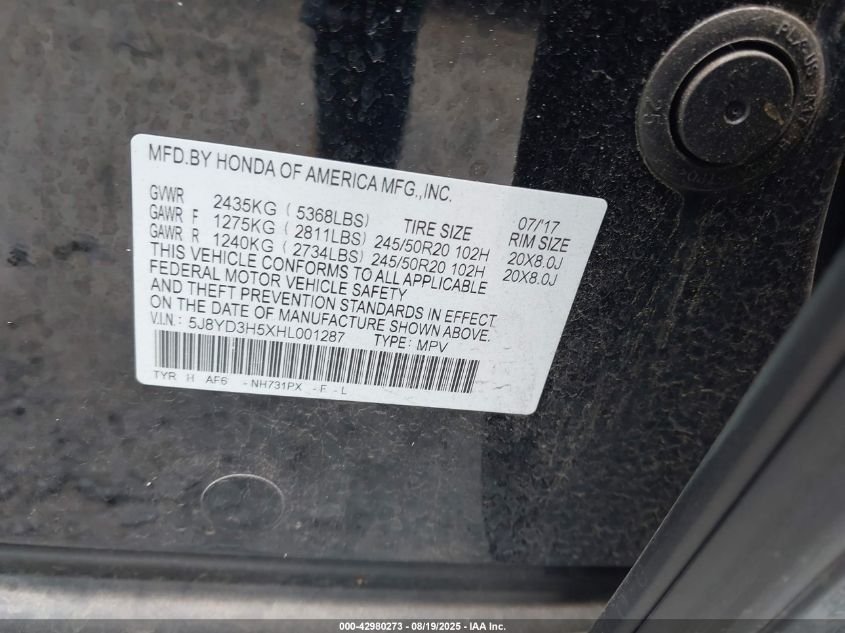 MFD.BY HONDA OF AMERICA MFG.,INC.
GVWR 2435KG ( 5368LBS) TIRE SIZE 07/'17 RIM SIZE
GAWR F 1275KG ( 2811LBS) 245/50R20 102H 20X8.0J
GAWR R 1240KG ( 2734LBS) 245/50R20 102H 20X8.0J
THIS VEHICLE CONFORMS TO ALL APPLICABLE
FEDERAL MOTOR VEHICLE SAFETY
AND THEFT PREVENTION STANDARDS IN EFFECT
ON THE DATE OF MANUFACTURE SHOWN ABOVE.
V.I.N.: 5J8YD3H5XHL001287 TYPE: MPV
TYR H AF6 - NH731PX - F - L
000-42980273 - 08/19/2025 - IAA Inc.